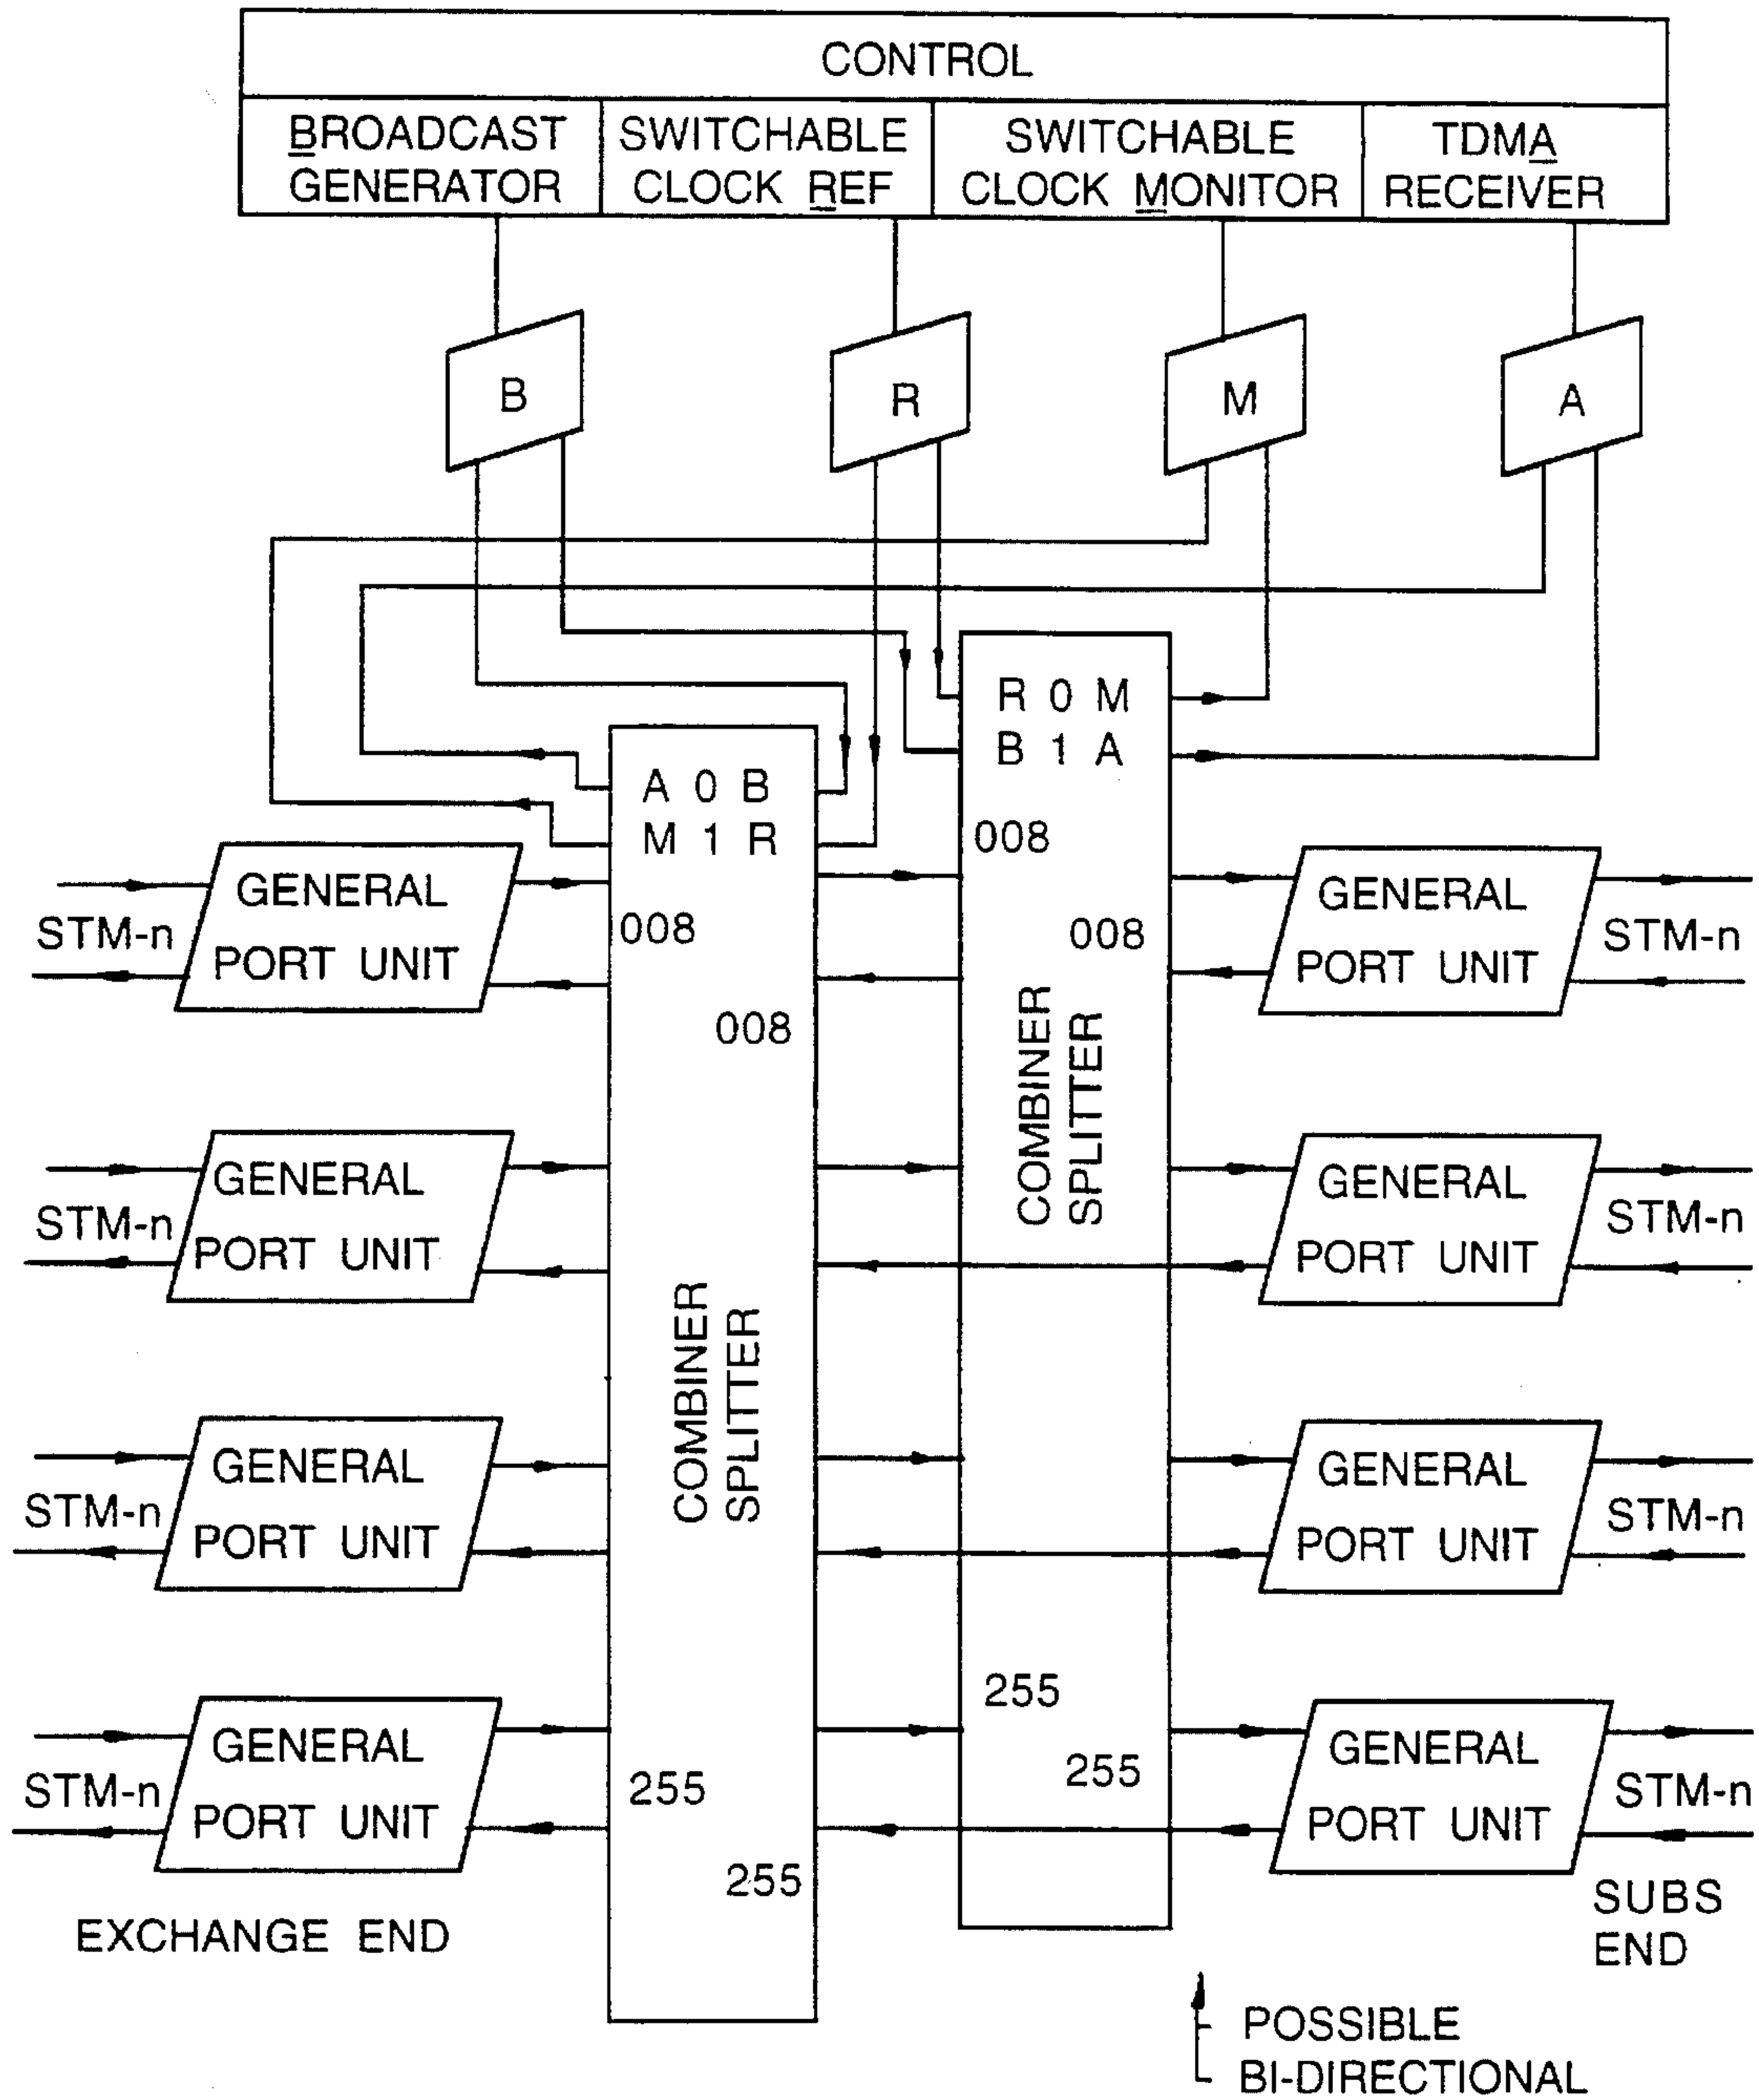 CONTROL
BROADCAST GENERATOR
SWITCHABLE CLOCK REF
SWITCHABLE CLOCK MONITOR
TDMA RECEIVER
B
R
M
A
R 0 M
B 1 A
A 0 B
M 1 R
008
008
008
008
COMBINER SPLITTER
COMBINER SPLITTER
255
255
255
255
STM-n
GENERAL
PORT UNIT
GENERAL
PORT UNIT
STM-n
STM-n
GENERAL
PORT UNIT
GENERAL
PORT UNIT
STM-n
STM-n
GENERAL
PORT UNIT
GENERAL
PORT UNIT
STM-n
STM-n
GENERAL
PORT UNIT
GENERAL
PORT UNIT
STM-n
EXCHANGE END
SUBS
END
POSSIBLE
BI-DIRECTIONAL